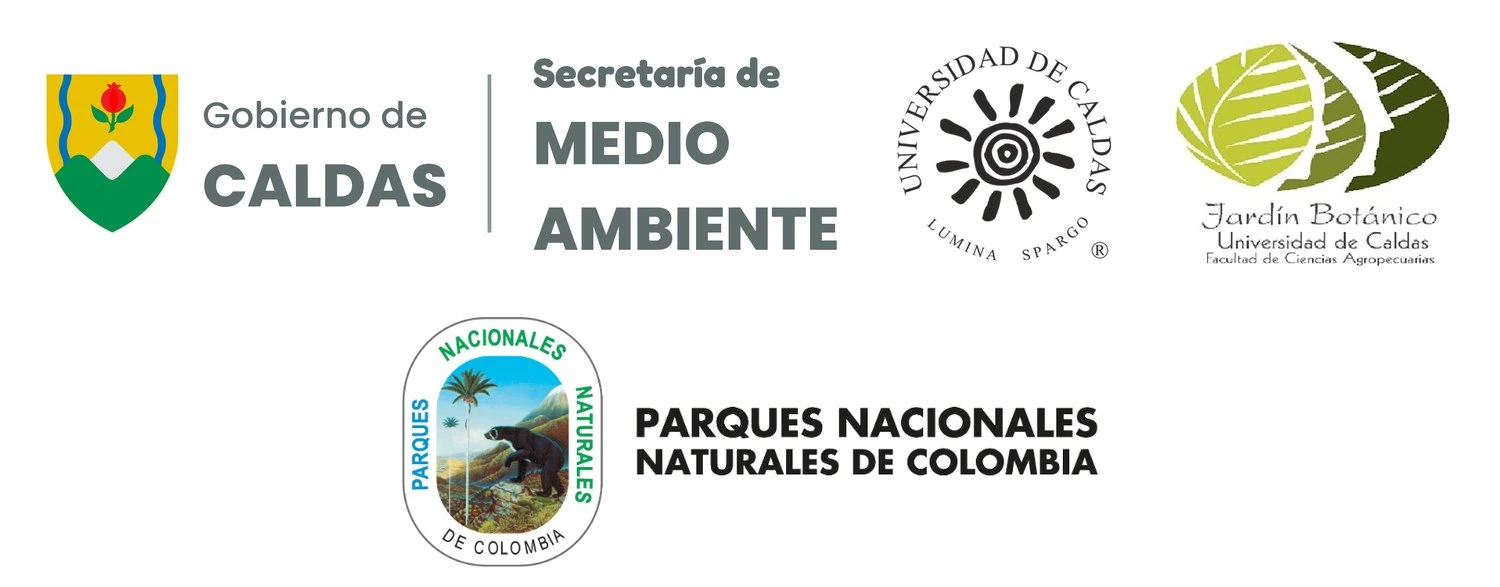 Gobierno de
CALDAS
Secretaría de
MEDIO
AMBIENTE
UNIVERSIDAD DE CALDAS
LUMINA SPARGO
®
Jardín Botánico
Universidad de Caldas
Facultad de Ciencias Agropecuarias
PARQUES NACIONALES NATURALES
DE COLOMBIA
PARQUES NACIONALES
NATURALES DE COLOMBIA